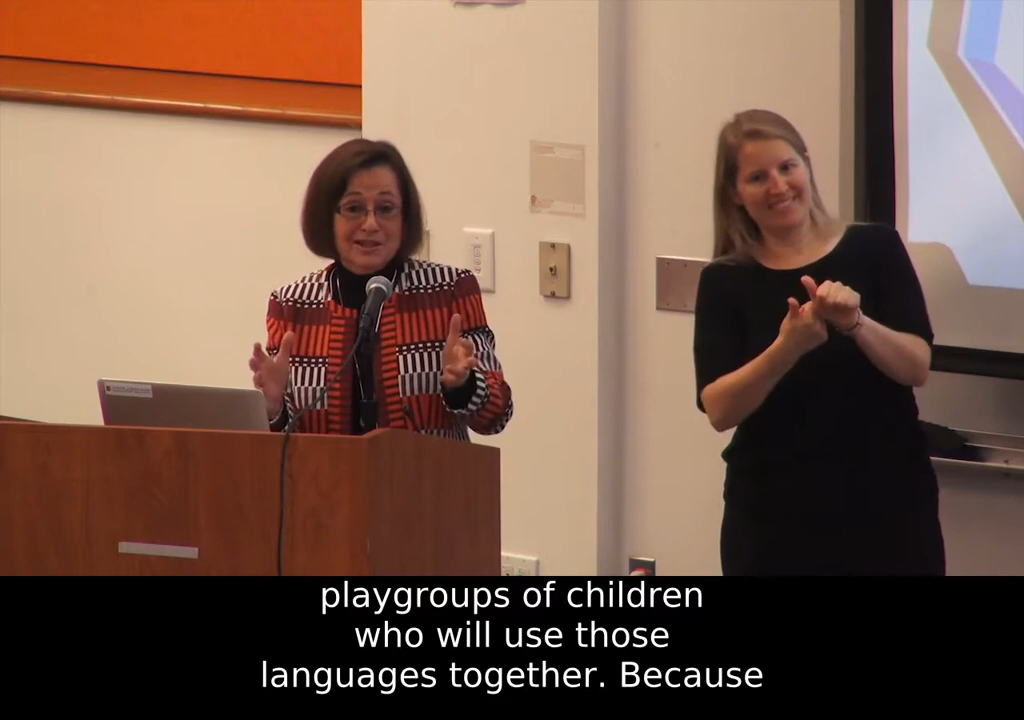 playgroups of children
who will use those
languages together. Because